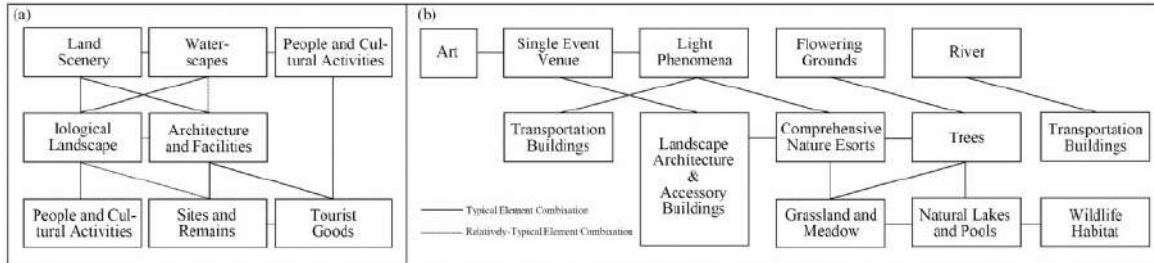 (a)
Land
Scenery
Water-
scapes
People and Cul-
tural Activities
Iological
Landscape
Architecture
and Facilities
People and Cul-
tural Activities
Sites and
Remains
Tourist
Goods
(b)
Art
Single Event
Venue
Light
Phenomena
Flowering
Grounds
River
Transportation
Buildings
Landscape
Architecture
&
Accessory
Buildings
Comprehensive
Nature Esorts
Trees
Transportation
Buildings
Grassland and
Meadow
Natural Lakes
and Pools
Wildlife
Habitat
Typical Element Combisation
Relatively-Typical Element Combisation